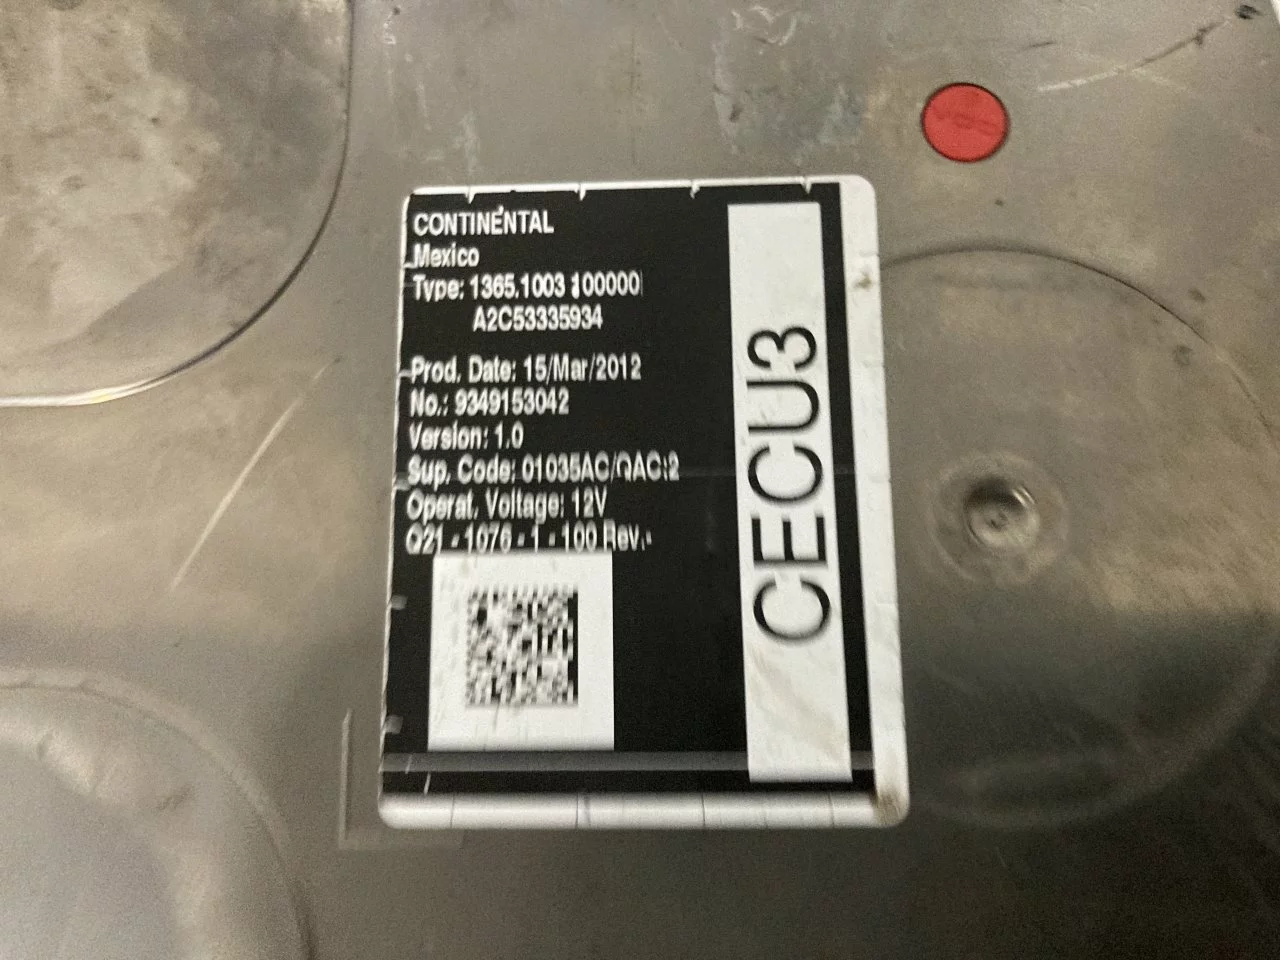 CONTINENTAL
Mexico
Type: 1365.1003 100000
A2C53335934
Prod. Date: 15/Mar/2012
No.: 9349153042
Version: 1.0
Sup. Code: 01035AC/QAC:2
Operat. Voltage: 12V
Q21 - 1076 - 1 - 100 Rev.-
CECU3